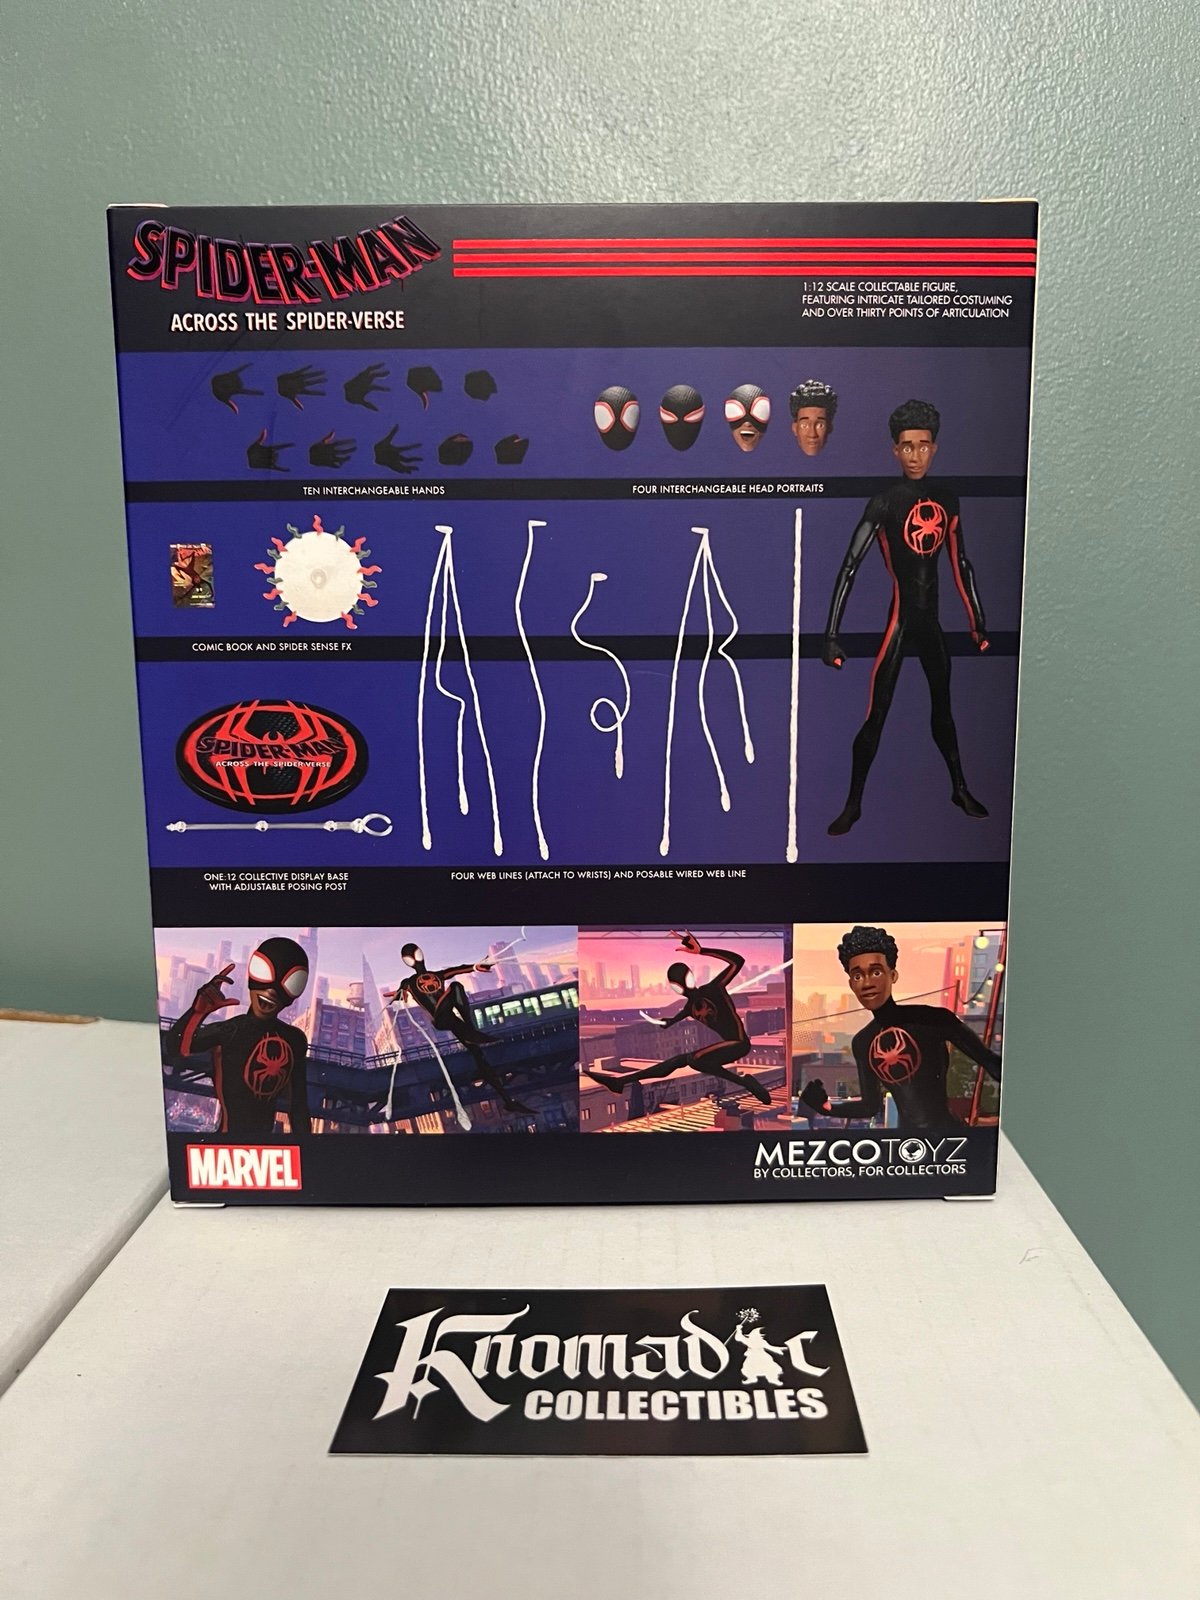 SPIDER-MAN
ACROSS THE SPIDER-VERSE
1:12 SCALE COLLECTABLE FIGURE,
FEATURING INTRICATE TAILORED COSTUMING
AND OVER THIRTY POINTS OF ARTICULATION
TEN INTERCHANGEABLE HANDS
FOUR INTERCHANGEABLE HEAD PORTRAITS
COMIC BOOK AND SPIDER SENSE FX
SPIDER-MAN
ACROSS THE SPIDER-VERSE
ONE:12 COLLECTIVE DISPLAY BASE
WITH ADJUSTABLE POSING POST
FOUR WEB LINES (ATTACH TO WRISTS) AND POSABLE WIRED WEB LINE
MARVEL
MEZCOTOYZ
BY COLLECTORS, FOR COLLECTORS
Knomadic
COLLECTIBLES